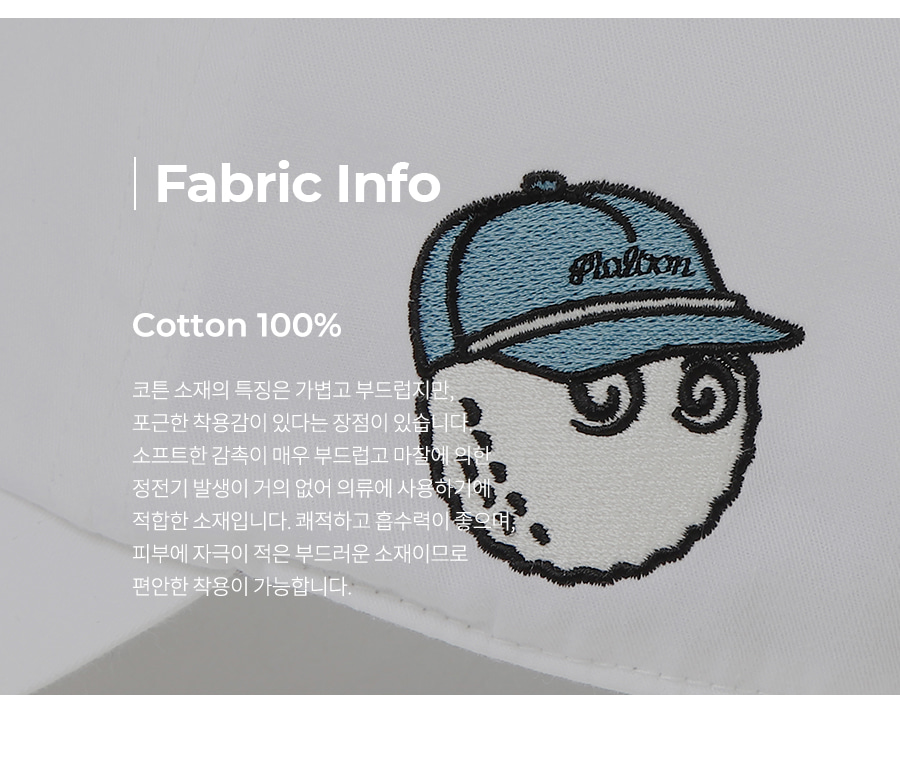 Fabric Info
Malbon
Cotton 100%
코튼 소재의 특징은 가볍고 부드럽지만,
포근한 착용감이 있다는 장점이 있습니다.
소프트한 감촉이 매우 부드럽고 마찰에 의한
정전기 발생이 거의 없어 의류에 사용하기에
적합한 소재입니다. 쾌적하고 흡수력이 좋으며,
피부에 자극이 적은 부드러운 소재이므로
편안한 착용이 가능합니다.